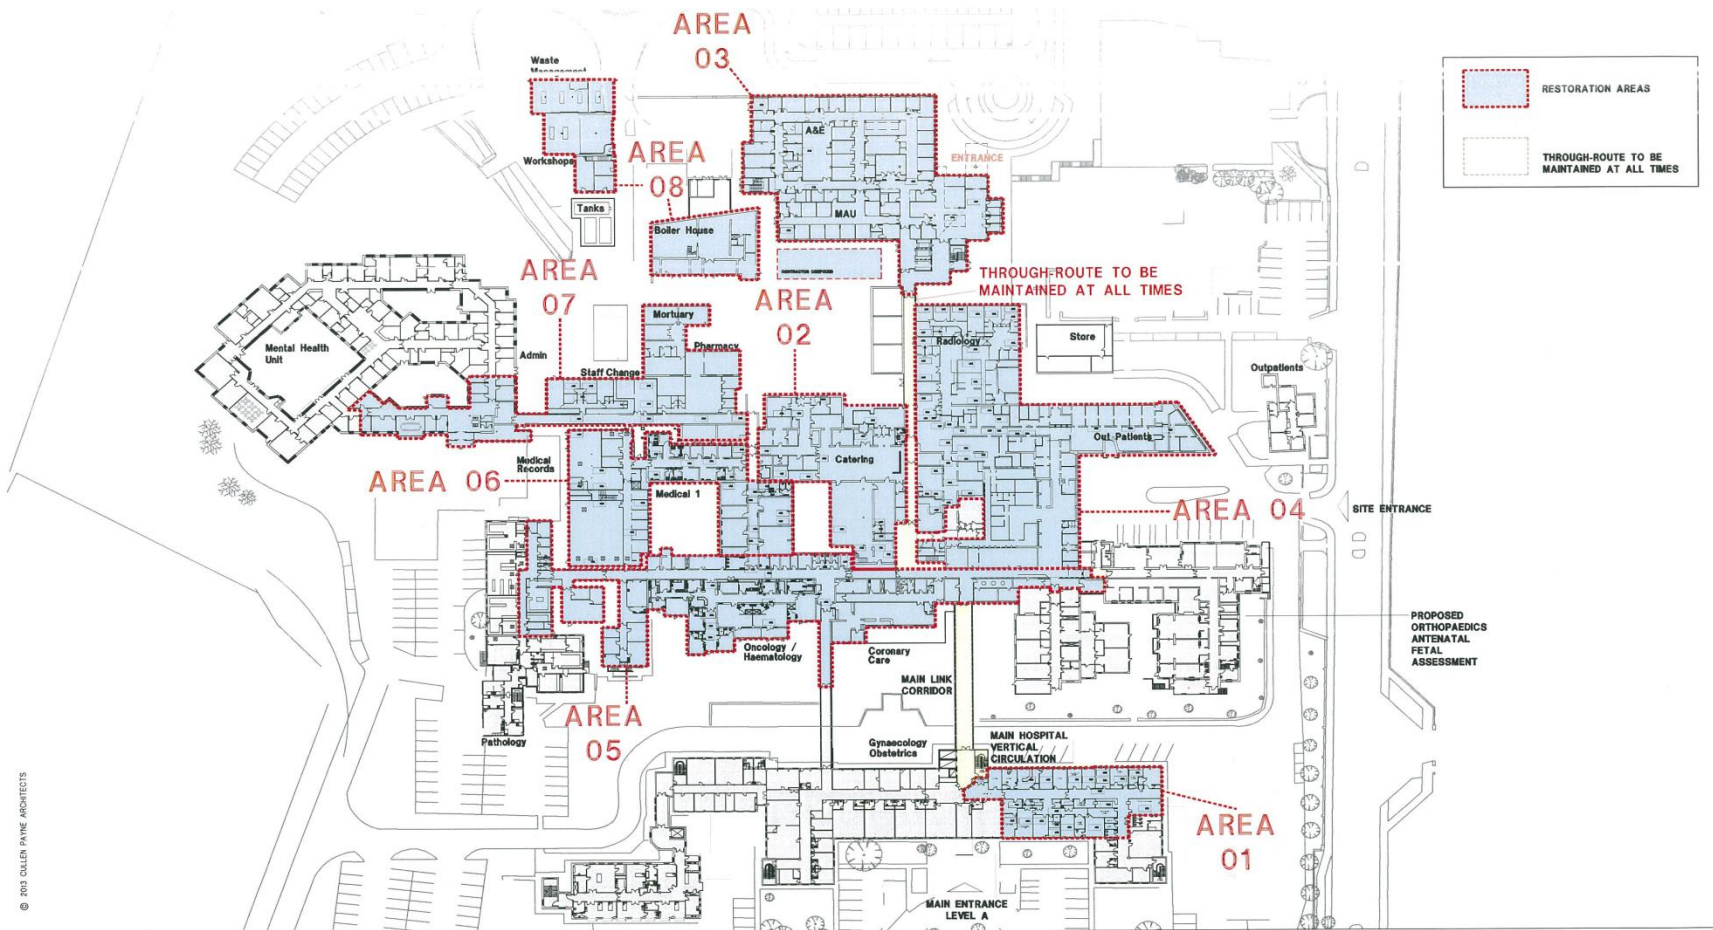 AREA
03
Waste
Management
RESTORATION AREAS
THROUGH-ROUTE TO BE
MAINTAINED AT ALL TIMES
A&E
ENTRANCE
Workshops
AREA
08
Tanks
MAU
Boiler House
CONTRACTOR COMPOUND
AREA
07
AREA
02
THROUGH-ROUTE TO BE
MAINTAINED AT ALL TIMES
Mortuary
Pharmacy
Radiology
Store
Mental Health
Unit
Admin
Staff Change
Outpatients
Out Patients
Medical
Records
Catering
AREA 06
Medical 1
AREA 04
SITE ENTRANCE
PROPOSED
ORTHOPAEDICS
ANTENATAL
FETAL
ASSESSMENT
Oncology /
Haematology
Coronary
Care
MAIN LINK
CORRIDOR
AREA
05
Pathology
Gynaecology
Obstetrics
MAIN HOSPITAL
VERTICAL
CIRCULATION
AREA
01
MAIN ENTRANCE
LEVEL A
© 2013 CULLEN PAYNE ARCHITECTS